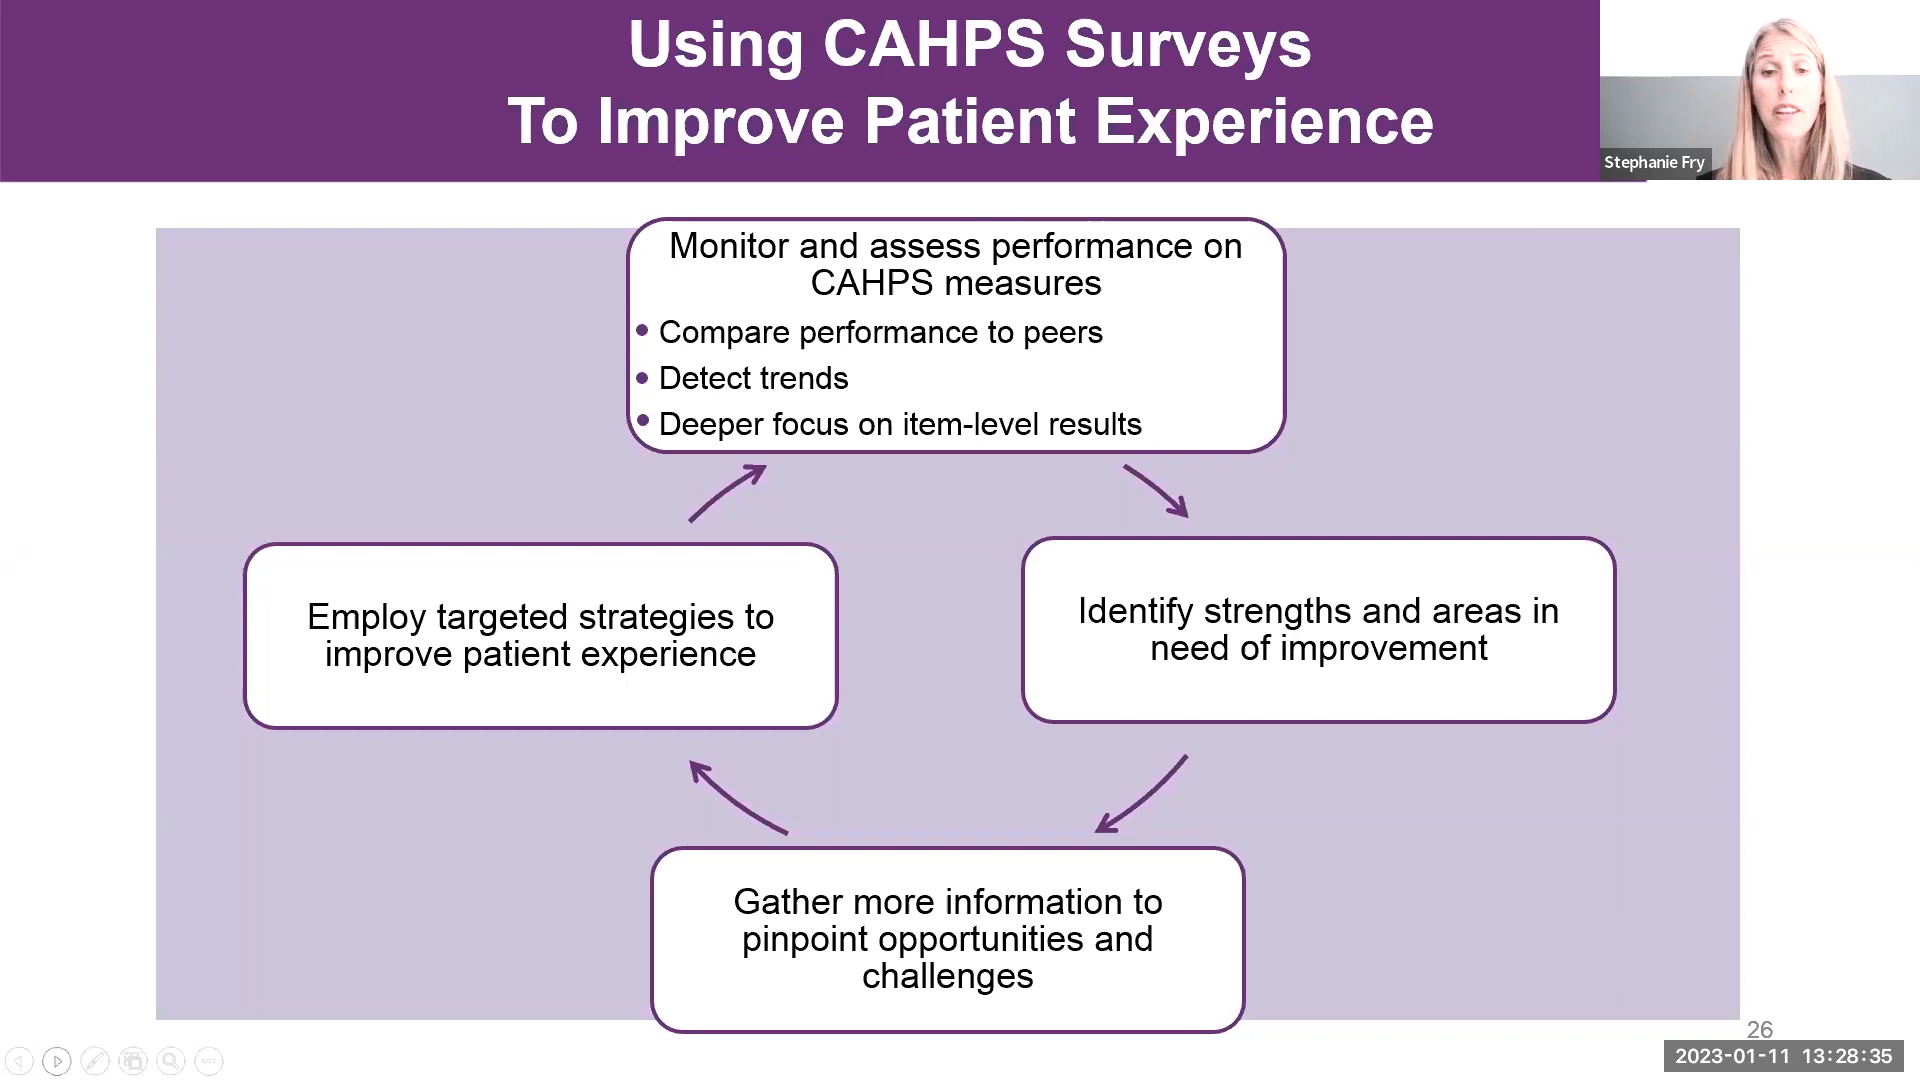 Using CAHPS Surveys
To Improve Patient Experience
Stephanie Fry
Monitor and assess performance on
CAHPS measures
• Compare performance to peers
• Detect trends
• Deeper focus on item-level results
Employ targeted strategies to
improve patient experience
Identify strengths and areas in
need of improvement
Gather more information to
pinpoint opportunities and
challenges
26
2023-01-11 13:28:35